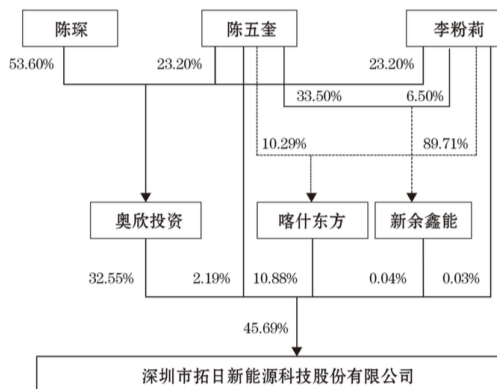 陈琛 陈五奎 李粉莉
53.60% 23.20% 23.20%
33.50% 6.50%
10.29% 89.71%
奥欣投资 喀什东方 新余鑫能
32.55% 2.19% 10.88% 0.04% 0.03%
45.69%
深圳市拓日新能源科技股份有限公司